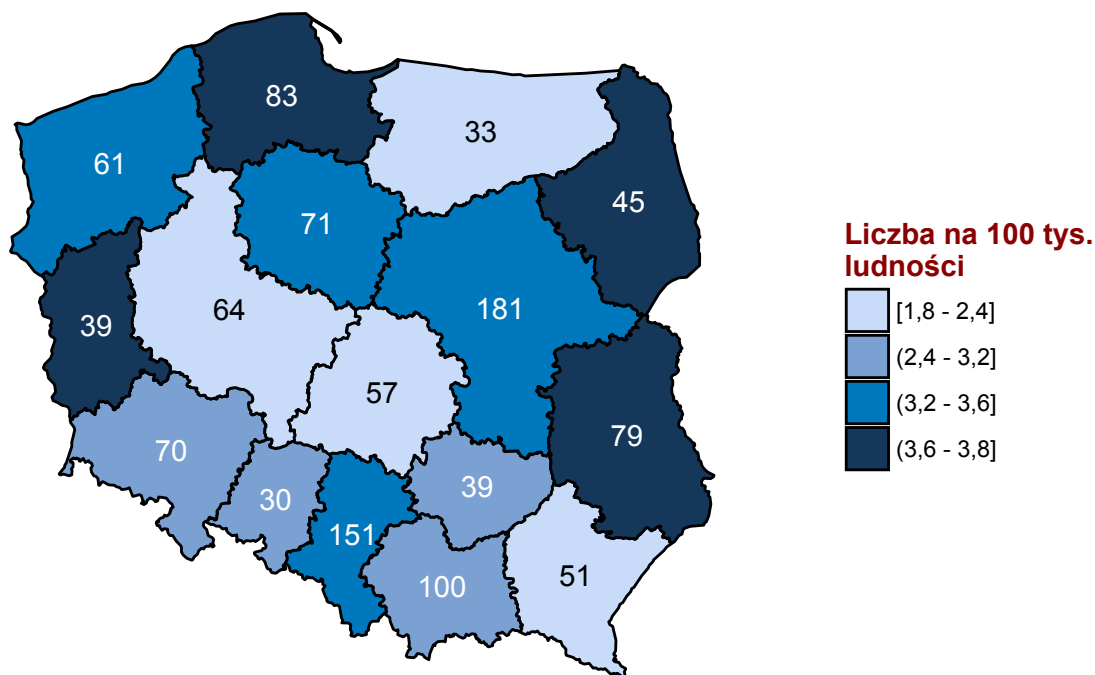 83
33
61
45
71
181
64
39
57
79
70
39
30
151
100
51
Liczba na 100 tys.
ludności
[1,8 - 2,4]
(2,4 - 3,2]
(3,2 - 3,6]
(3,6 - 3,8]